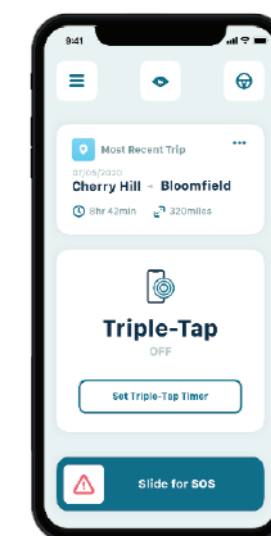 9:41
Most Recent Trip
07/05/2020
Cherry Hill - Bloomfield
8hr 42min 320miles
Triple-Tap
OFF
Set Triple-Tap Timer
Slide for SOS